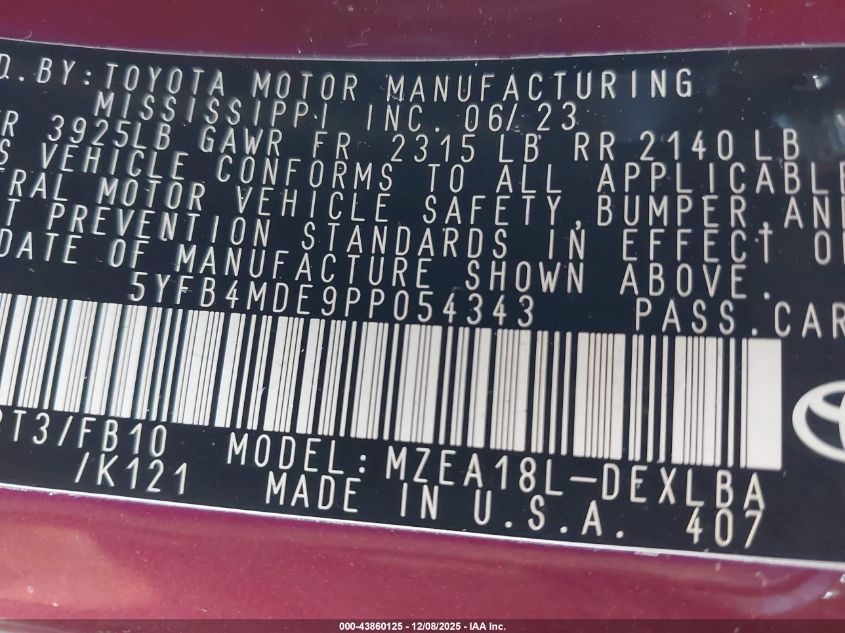 D. BY: TOYOTA MOTOR MANUFACTURING
MISSISSIPPI INC. 06/23
R 3925LB GAWR FR 2315 LB RR 2140 LB
S VEHICLE CONFORMS TO ALL APPLICABLE
ERAL MOTOR VEHICLE SAFETY, BUMPER, AND
T PREVENTION STANDARDS IN EFFECT O
DATE OF MANUFACTURE SHOWN ABOVE.
5YFB4MDE9PP054343 PASS.CAR
T3/FB10 MODEL: MZEA18L-DEXLBA
/K121 MADE IN U.S.A. 407
000-43860125 - 12/08/2025 - IAA Inc.